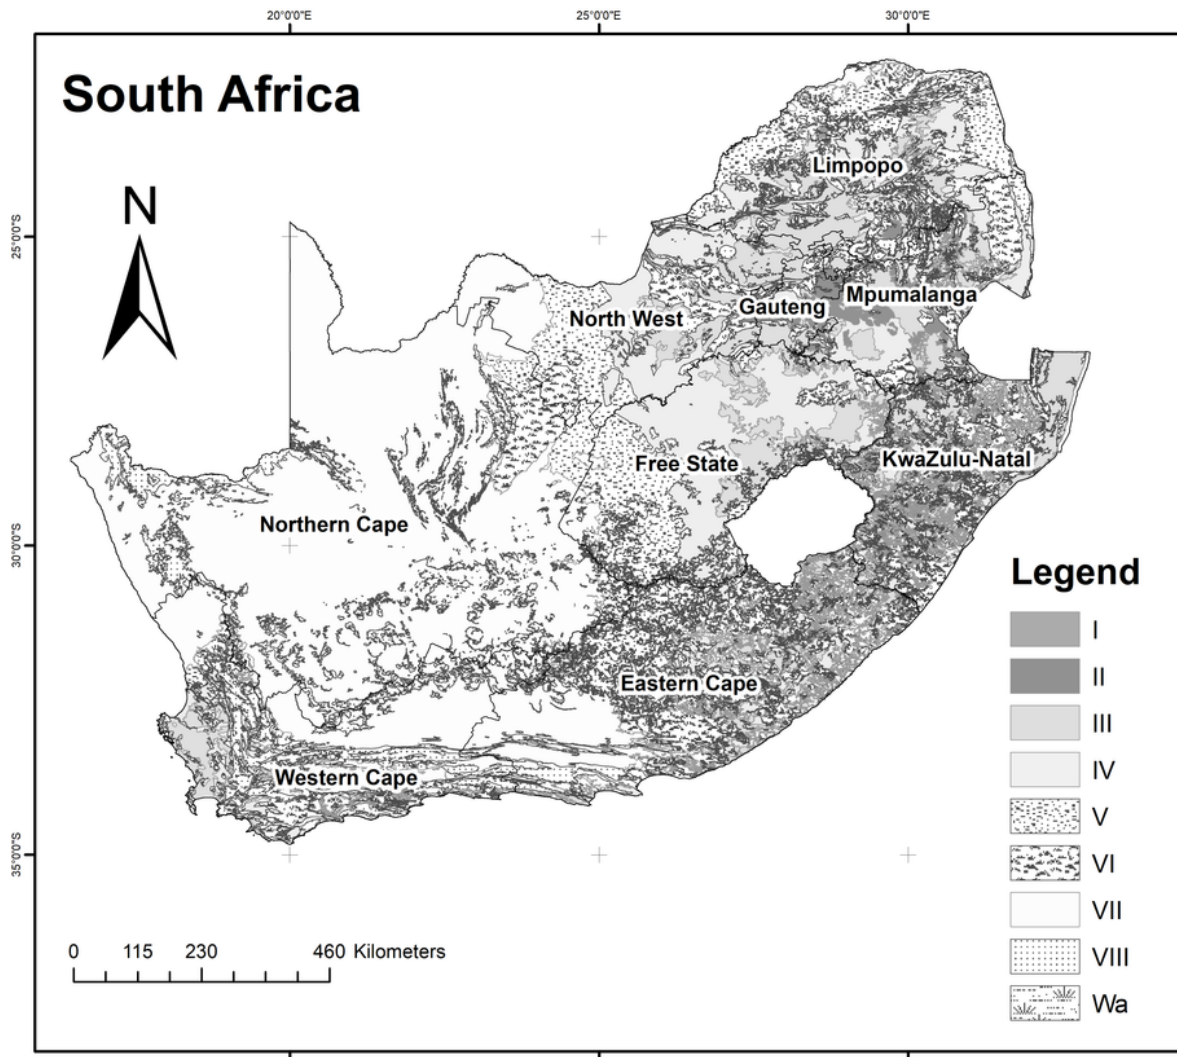 20°0'0"E 25°0'0"E 30°0'0"E
South Africa
N
Limpopo
25°0'0"S
Mpumalanga
Gauteng
North West
Free State
KwaZulu-Natal
Northern Cape
30°0'0"S
Legend
I
II
Eastern Cape
III
Western Cape
IV
V
35°0'0"S
VI
VII
0 115 230 460 Kilometers
VIII
Wa